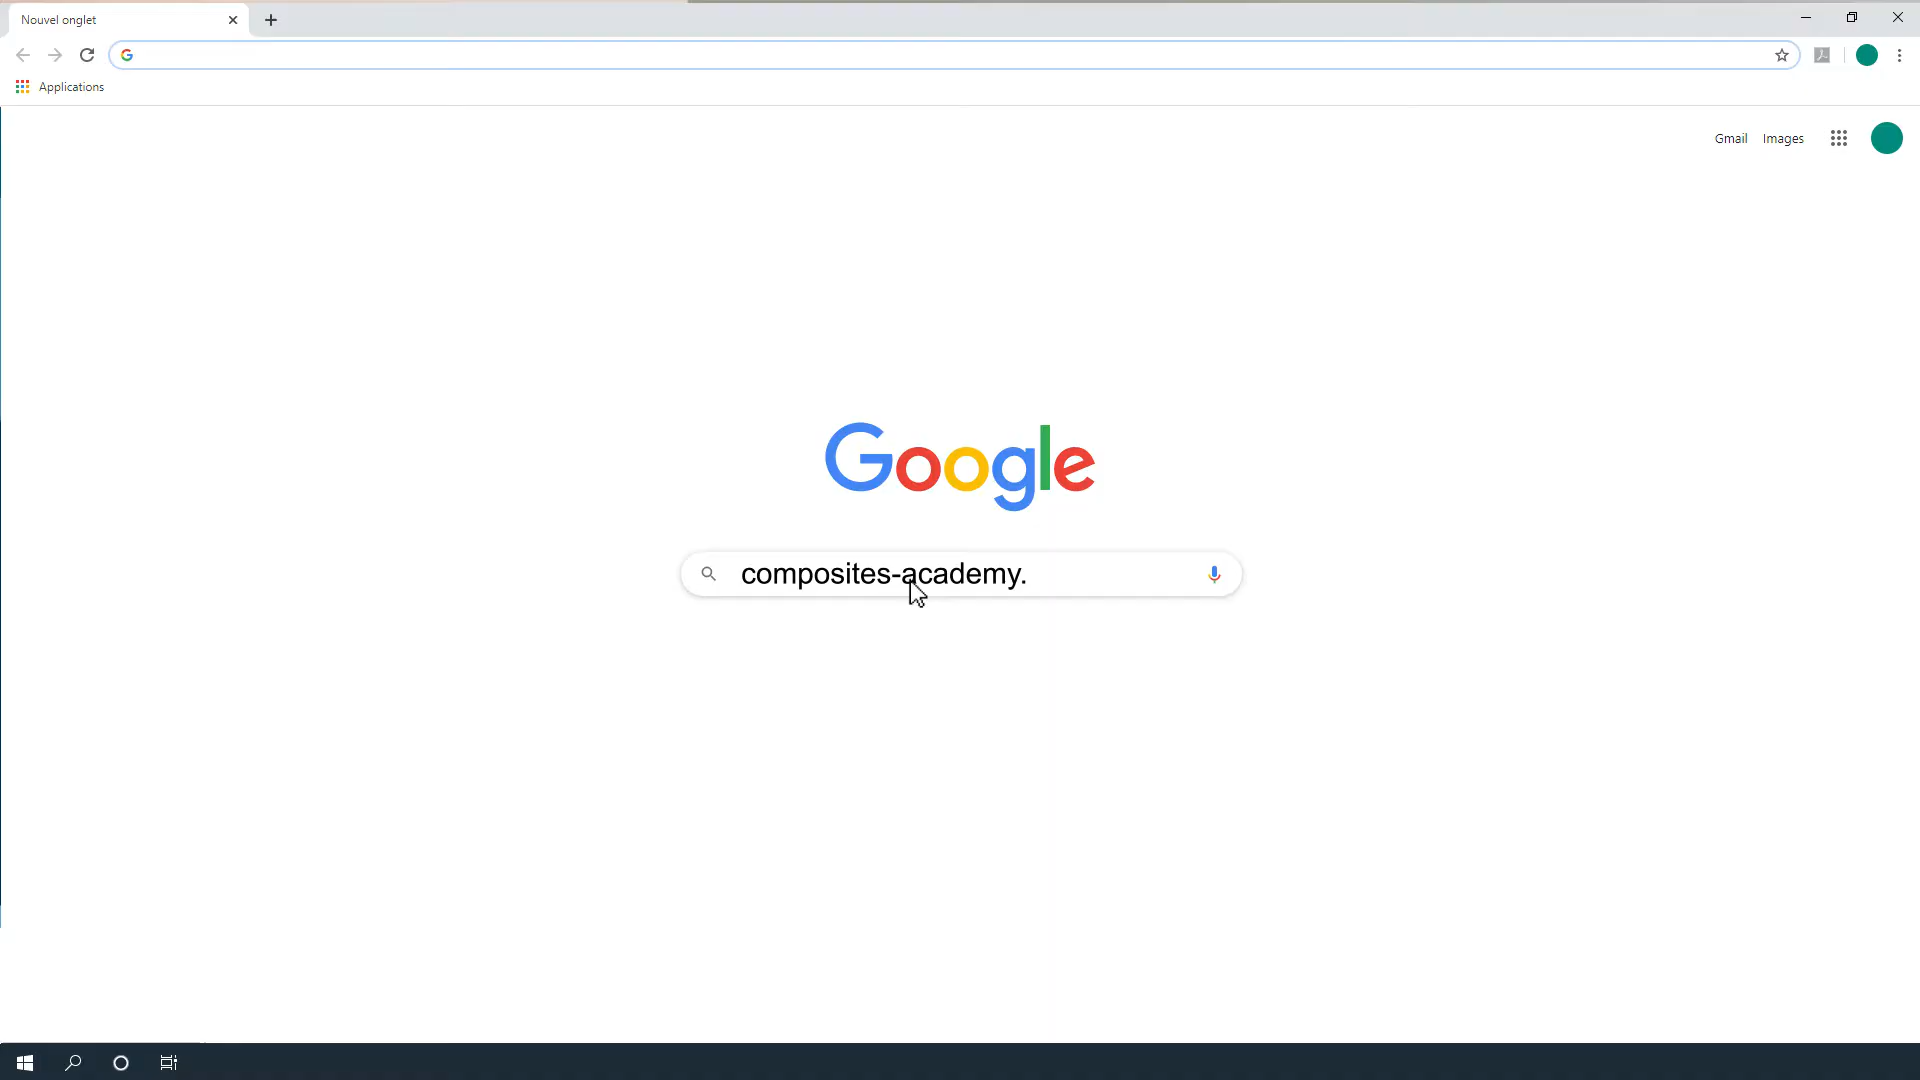 Nouvel onglet
Applications
Gmail Images
Google
composites-academy.